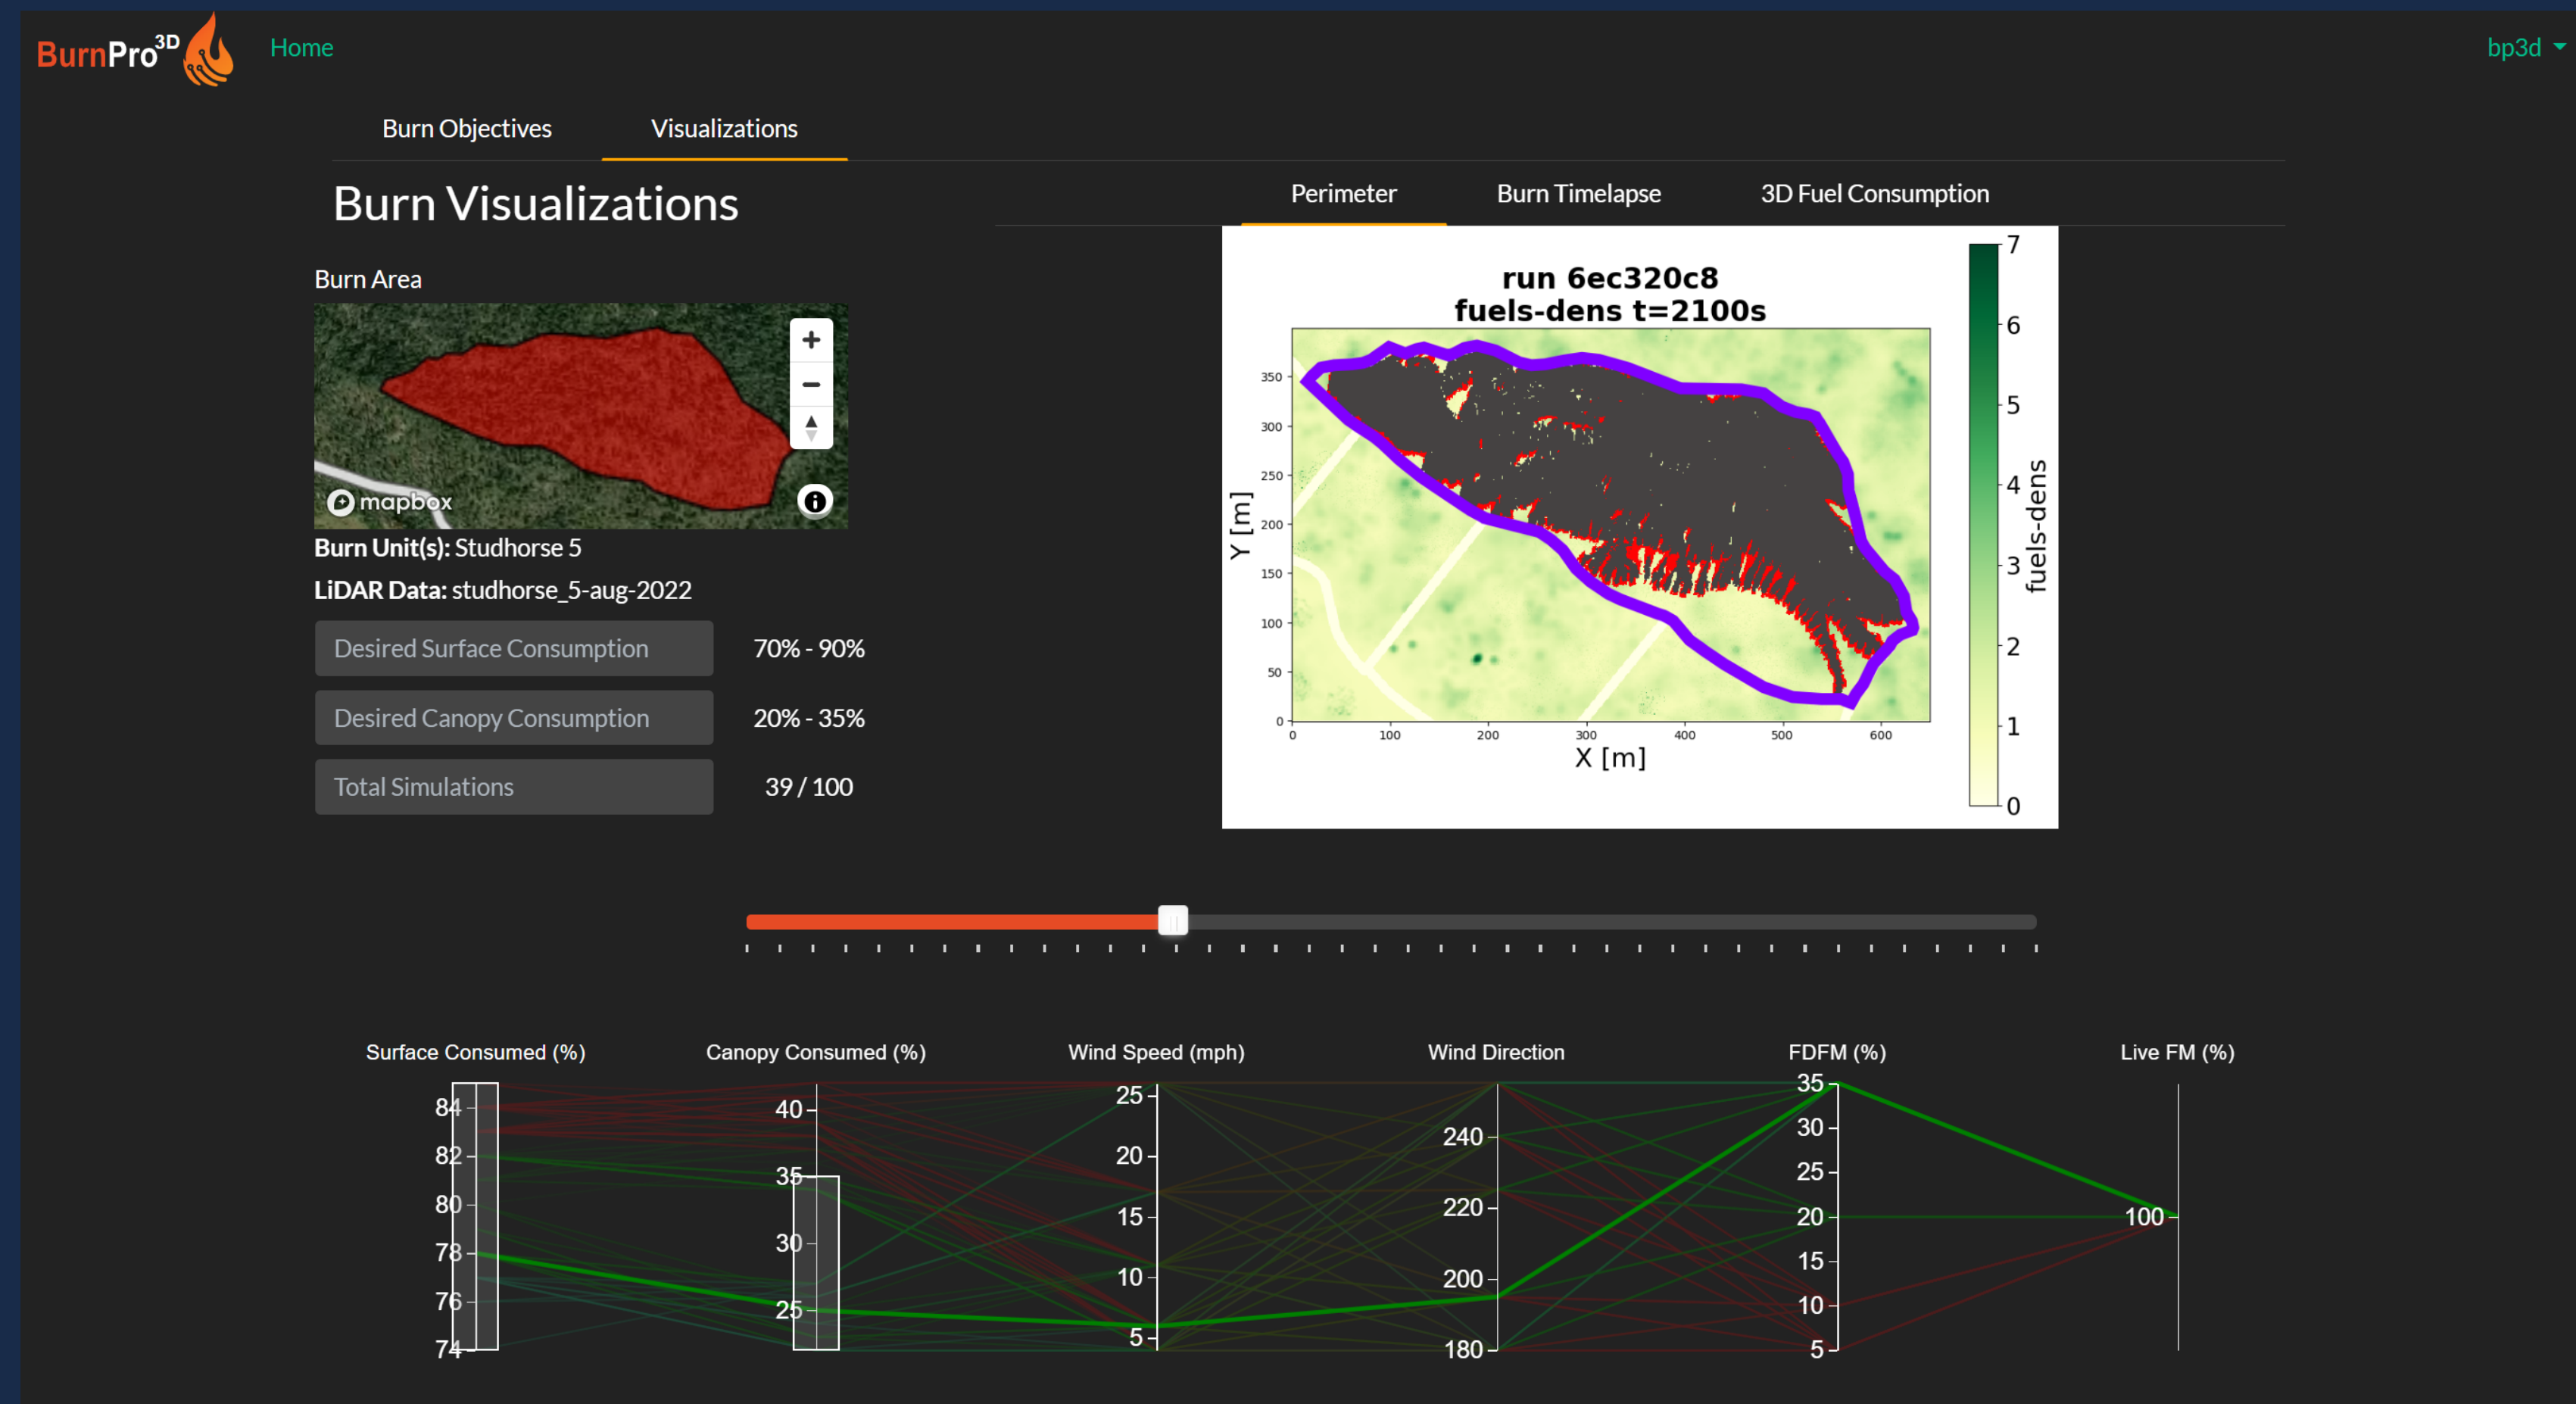 BurnPro3D
Home
bp3d
Burn Objectives
Visualizations
Burn Visualizations
Perimeter
Burn Timelapse
3D Fuel Consumption
Burn Area
mapbox
Burn Unit(s): Studhorse 5
LiDAR Data: studhorse_5-aug-2022
Desired Surface Consumption
70% - 90%
Desired Canopy Consumption
20% - 35%
Total Simulations
39 / 100
run 6ec320c8
fuels-dens t=2100s
Y [m]
350
300
250
200
150
100
50
0
0
100
200
300
400
500
600
X [m]
7
6
5
4
3
2
1
0
fuels-dens
Surface Consumed (%)
84
82
80
78
76
74
Canopy Consumed (%)
40
35
30
25
Wind Speed (mph)
25
20
15
10
5
Wind Direction
240
220
200
180
FDFM (%)
35
30
25
20
15
10
5
Live FM (%)
100